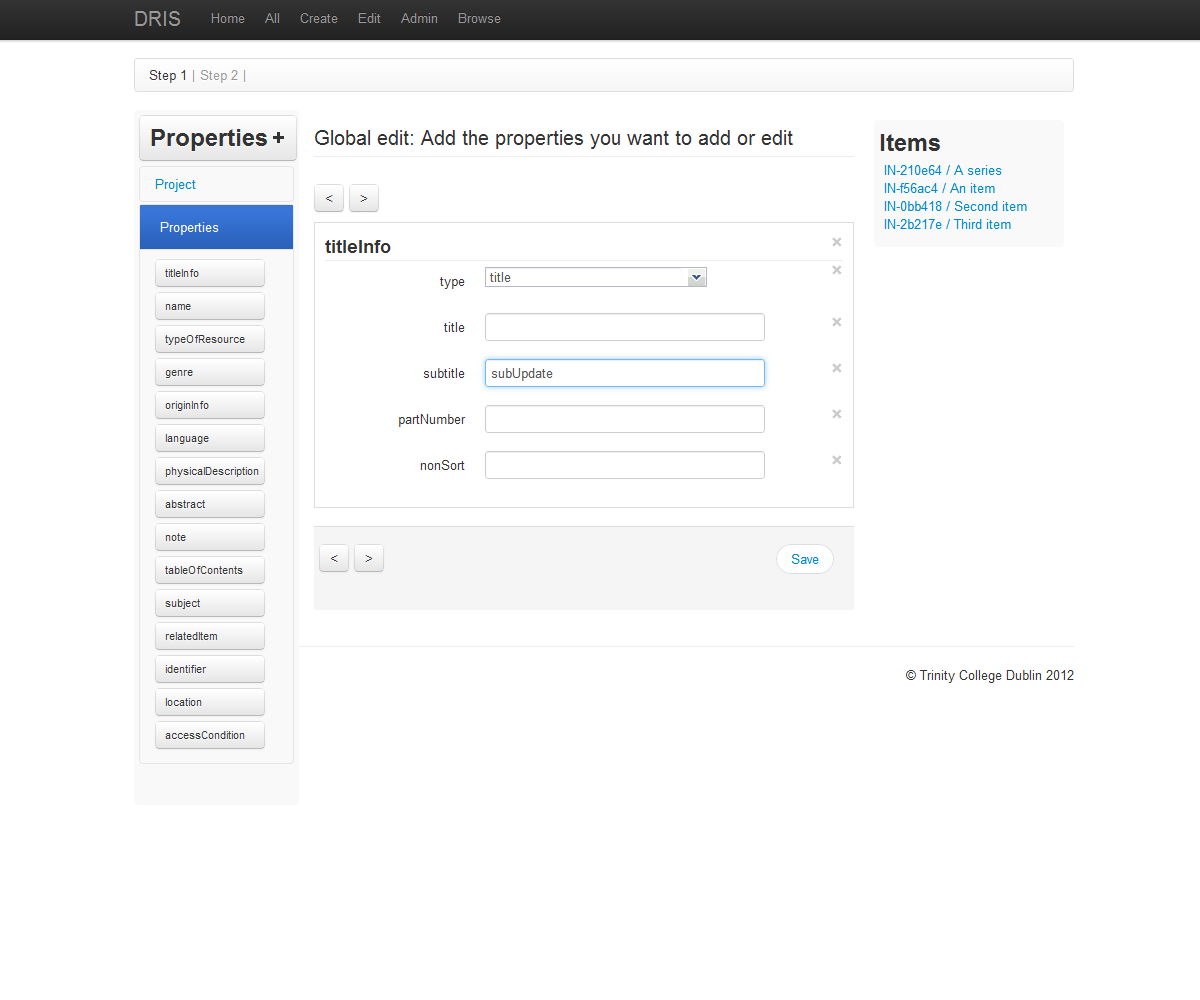 DRIS Home All Create Edit Admin Browse
Step 1 | Step 2 |
Properties +
Project
Properties
titleInfo
name
typeOfResource
genre
originInfo
language
physicalDescription
abstract
note
tableOfContents
subject
relatedItem
identifier
location
accessCondition
Global edit: Add the properties you want to add or edit
< >
titleInfo ×
type title ×
title ×
subtitle subUpdate ×
partNumber ×
nonSort ×
< > Save
Items
IN-210e64 / A series
IN-f56ac4 / An item
IN-0bb418 / Second item
IN-2b217e / Third item
© Trinity College Dublin 2012